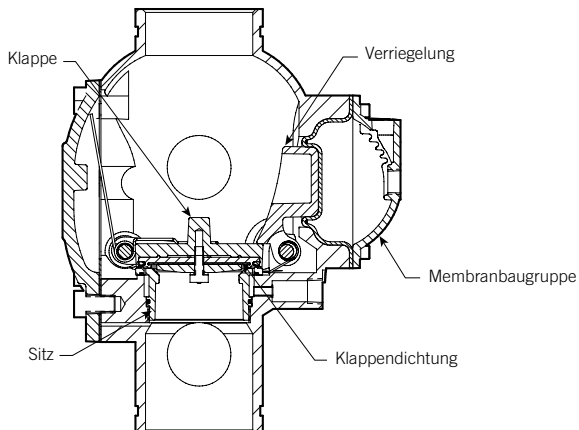 Klappe
Verriegelung
Membranbaugruppe
Sitz
Klappendichtung